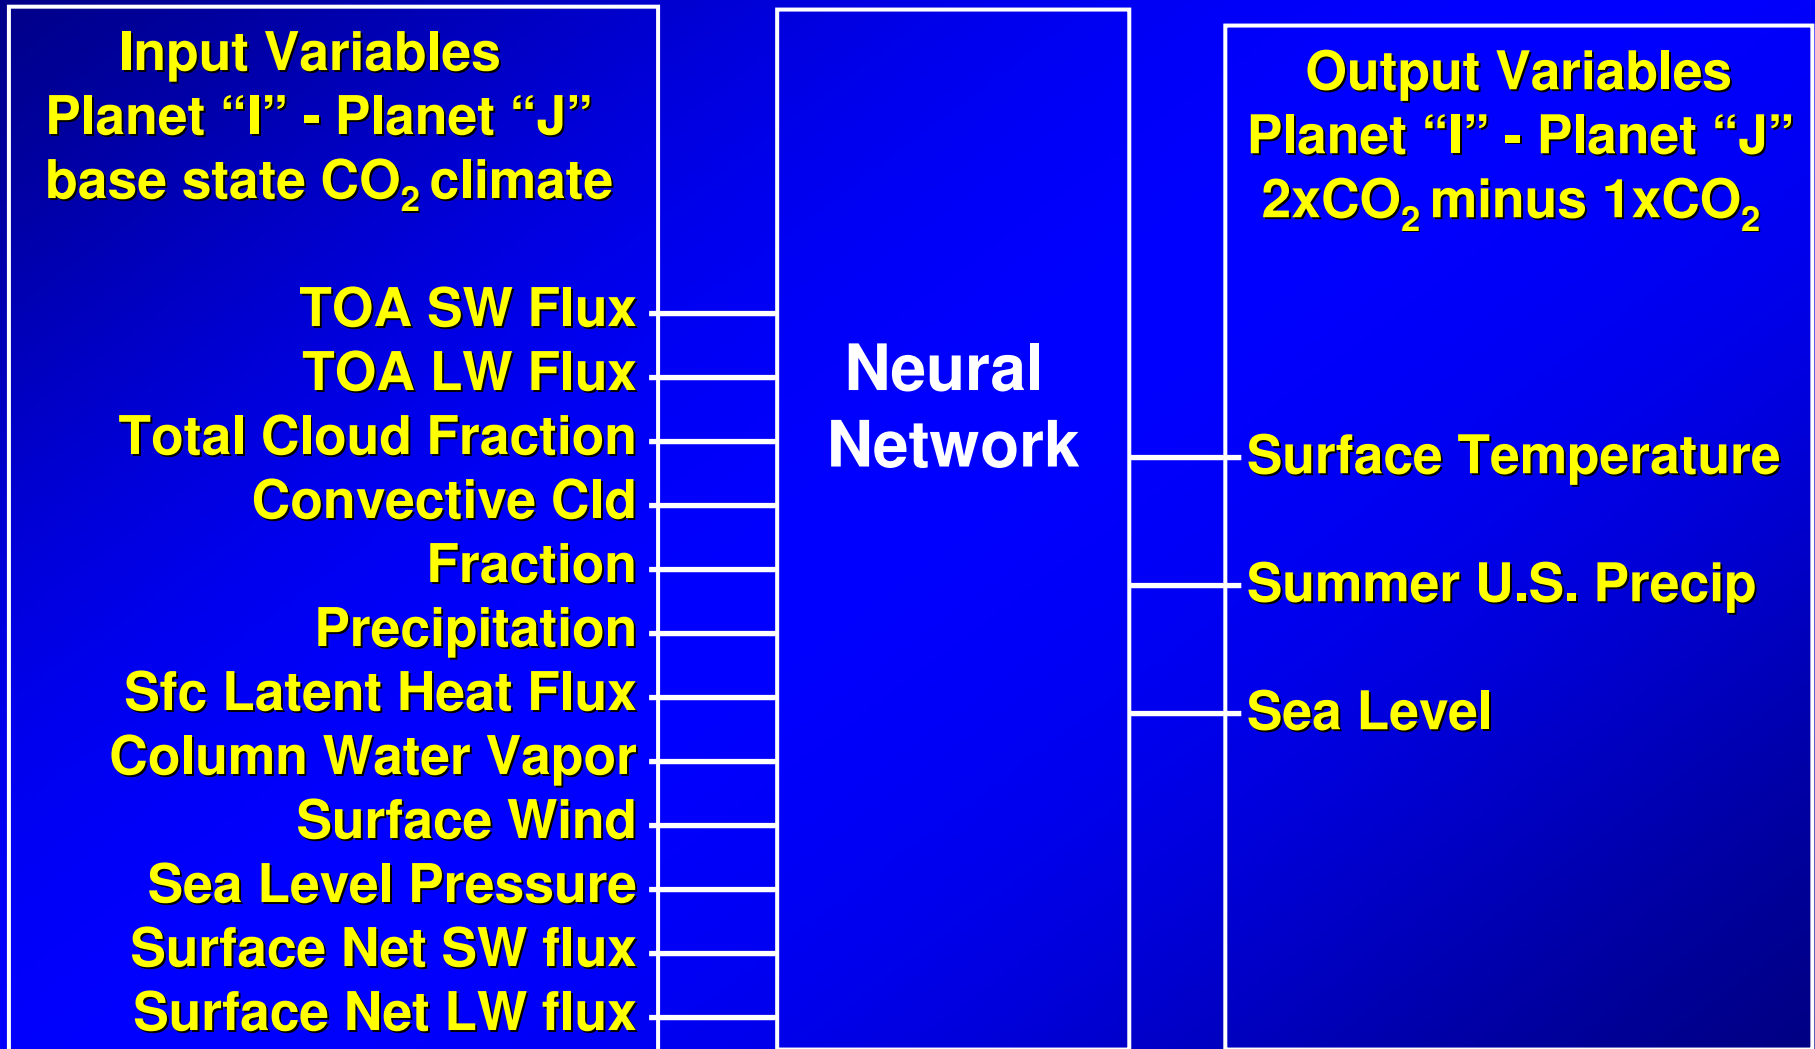 Input Variables
Planet “I” - Planet “J”
base state CO₂ climate
TOA SW Flux
TOA LW Flux
Total Cloud Fraction
Convective Cld
Fraction
Precipitation
Sfc Latent Heat Flux
Column Water Vapor
Surface Wind
Sea Level Pressure
Surface Net SW flux
Surface Net LW flux
Neural
Network
Output Variables
Planet “I” - Planet “J”
2xCO₂ minus 1xCO₂
Surface Temperature
Summer U.S. Precip
Sea Level